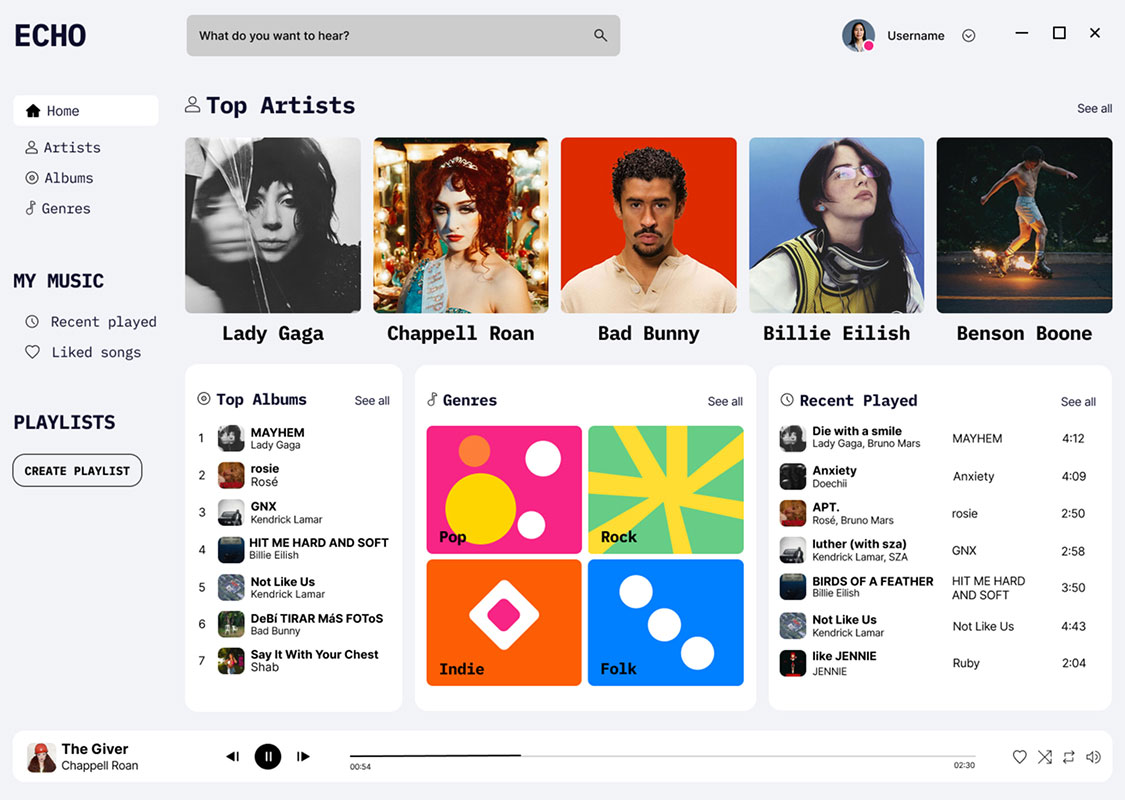 ECHO
What do you want to hear?
Username
Home
Artists
Albums
Genres
MY MUSIC
Recent played
Liked songs
PLAYLISTS
CREATE PLAYLIST
Top Artists
See all
Lady Gaga
Chappell Roan
Bad Bunny
Billie Eilish
Benson Boone
Top Albums
See all
1
MAYHEM
Lady Gaga
2
rosie
Rosé
3
GNX
Kendrick Lamar
4
HIT ME HARD AND SOFT
Billie Eilish
5
Not Like Us
Kendrick Lamar
6
DeBí TIRAR MáS FOToS
Bad Bunny
7
Say It With Your Chest
Shab
Genres
See all
Pop
Rock
Indie
Folk
Recent Played
See all
Die with a smile
Lady Gaga, Bruno Mars
MAYHEM
4:12
Anxiety
Doechii
Anxiety
4:09
APT.
Rosé, Bruno Mars
rosie
2:50
luther (with sza)
Kendrick Lamar, SZA
GNX
2:58
BIRDS OF A FEATHER
Billie Eilish
HIT ME HARD
AND SOFT
3:50
Not Like Us
Kendrick Lamar
Not Like Us
4:43
like JENNIE
JENNIE
Ruby
2:04
The Giver
Chappell Roan
00:54
02:30